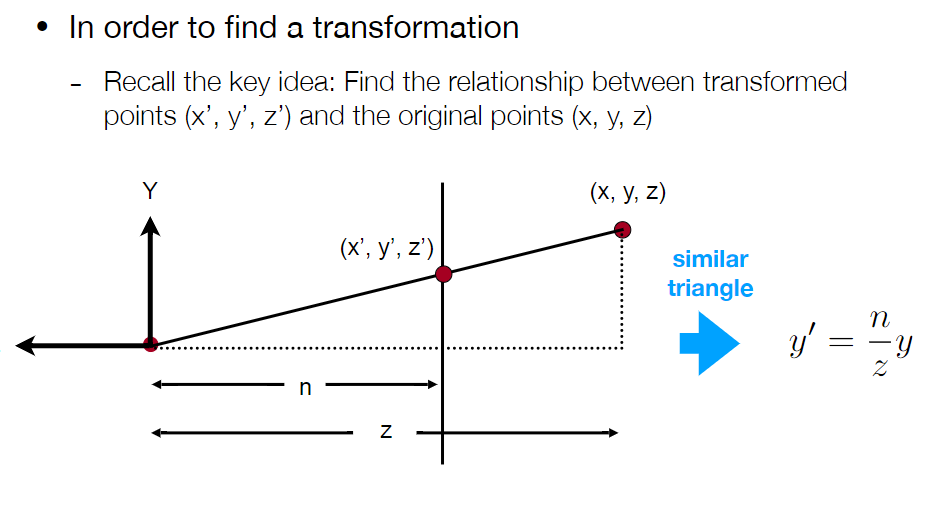 • In order to find a transformation
- Recall the key idea: Find the relationship between transformed
points (x’, y’, z’) and the original points (x, y, z)
Y
(x, y, z)
(x’, y’, z’)
similar
triangle
y′ = n/z y
n
z